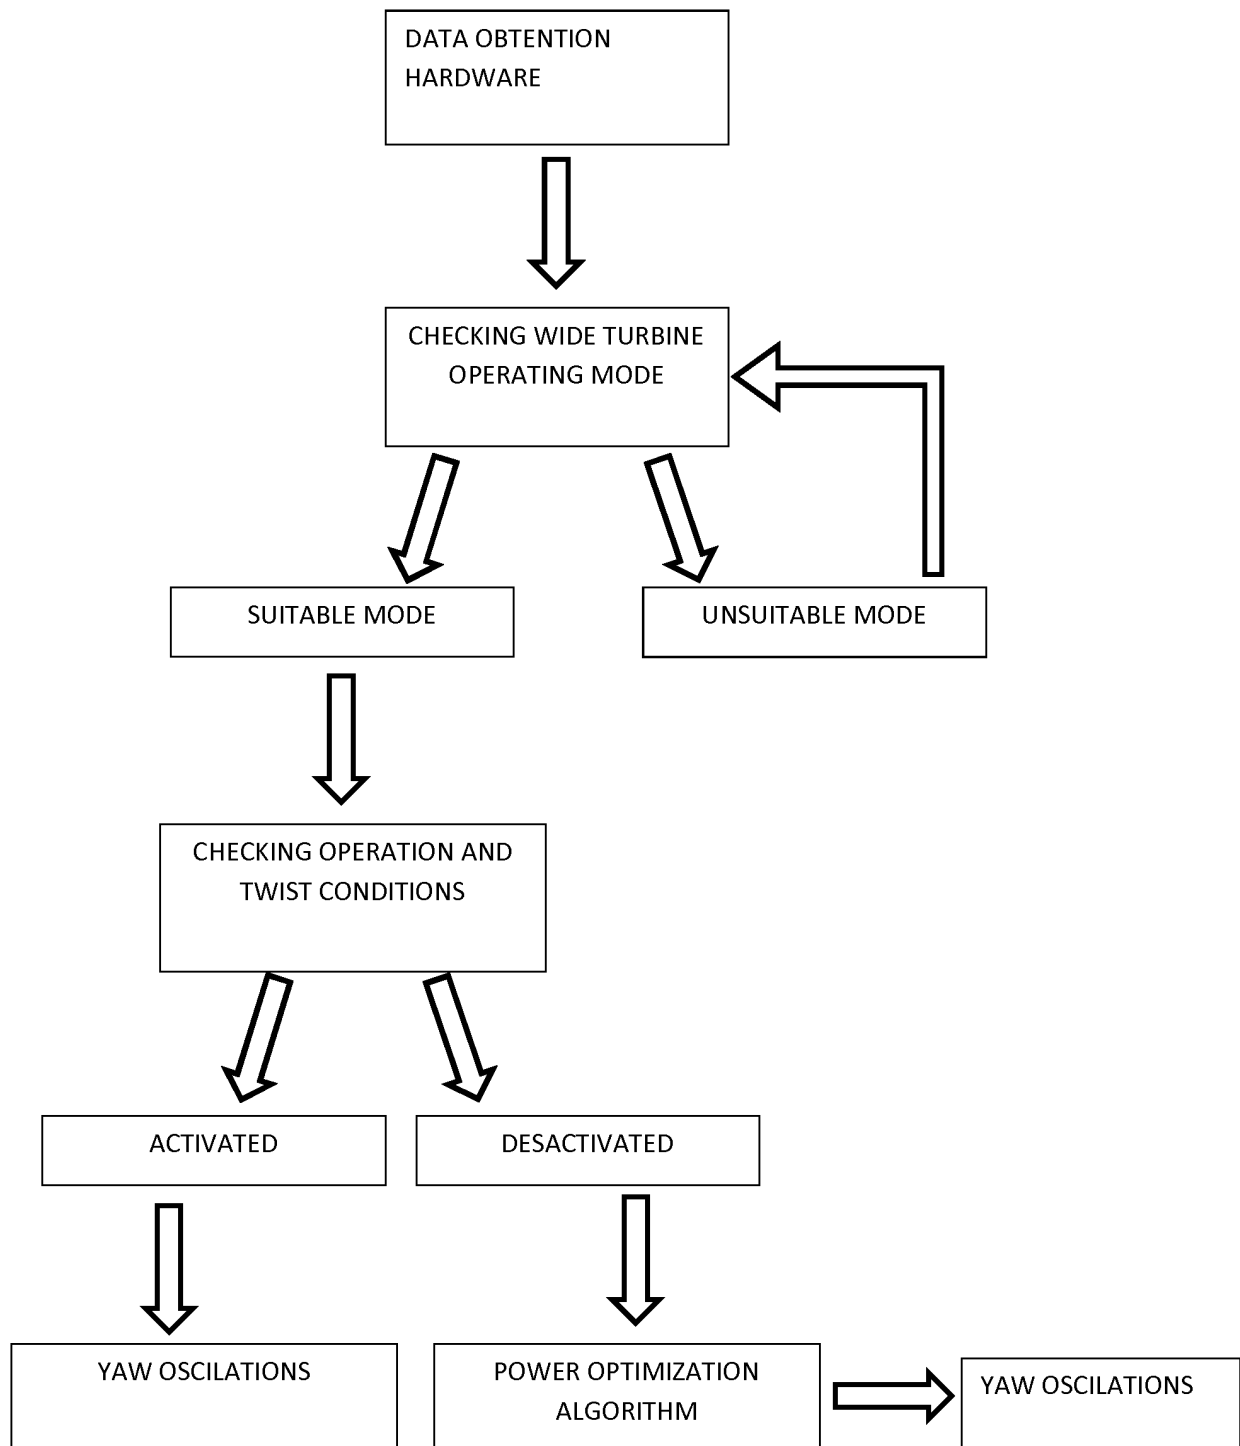 DATA OBTENTION
HARDWARE
CHECKING WIDE TURBINE
OPERATING MODE
SUITABLE MODE
UNSUITABLE MODE
CHECKING OPERATION AND
TWIST CONDITIONS
ACTIVATED
DESACTIVATED
YAW OSCILATIONS
POWER OPTIMIZATION
ALGORITHM
YAW OSCILATIONS